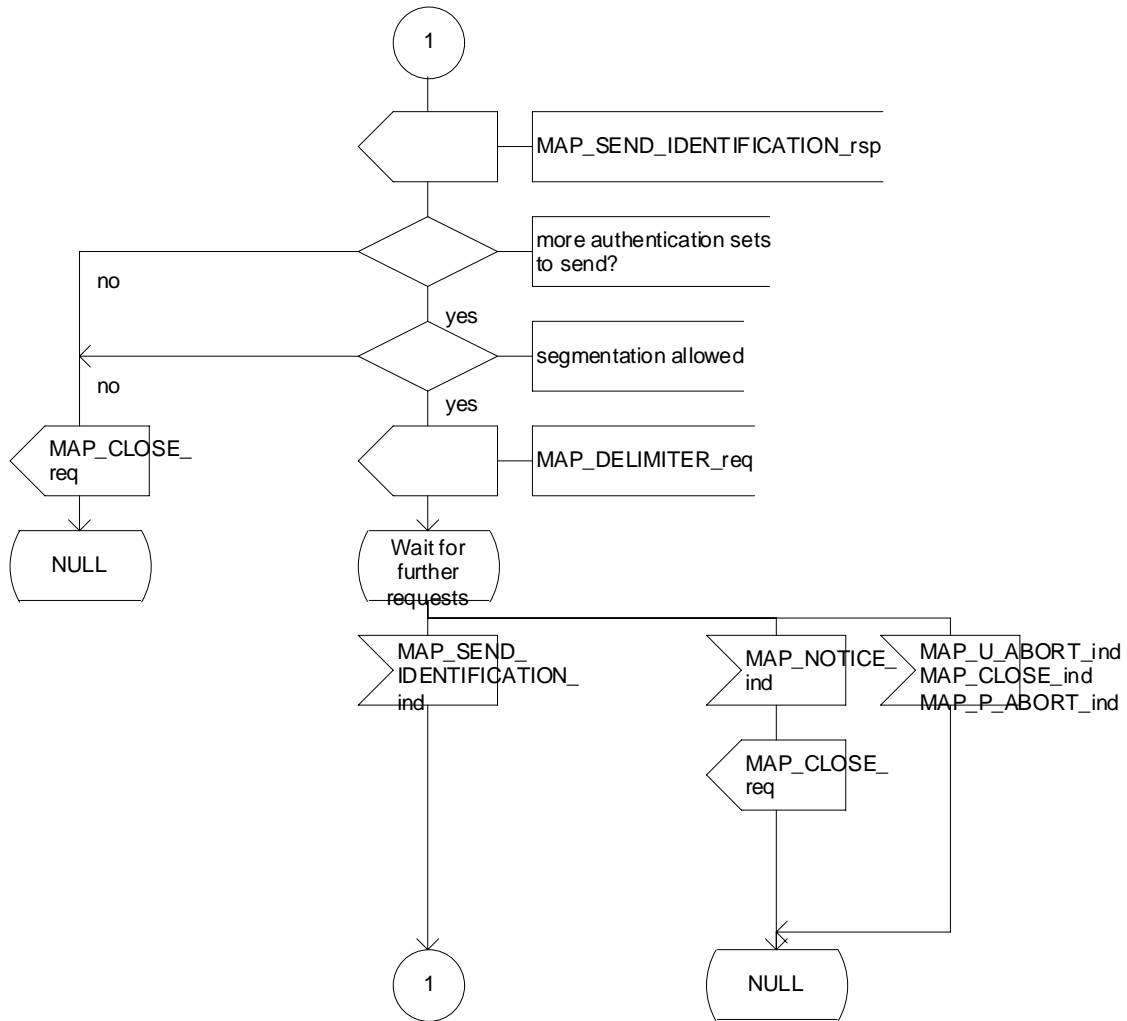 1
MAP_SEND_IDENTIFICATION_rsp
more authentication sets
to send?
no
yes
segmentation allowed
no
yes
MAP_CLOSE_
req
MAP_DELIMITER_req
NULL
Wait for
further
requests
MAP_SEND_
IDENTIFICATION_
ind
MAP_NOTICE_
ind
MAP_U_ABORT_ind
MAP_CLOSE_ind
MAP_P_ABORT_ind
MAP_CLOSE_
req
1
NULL